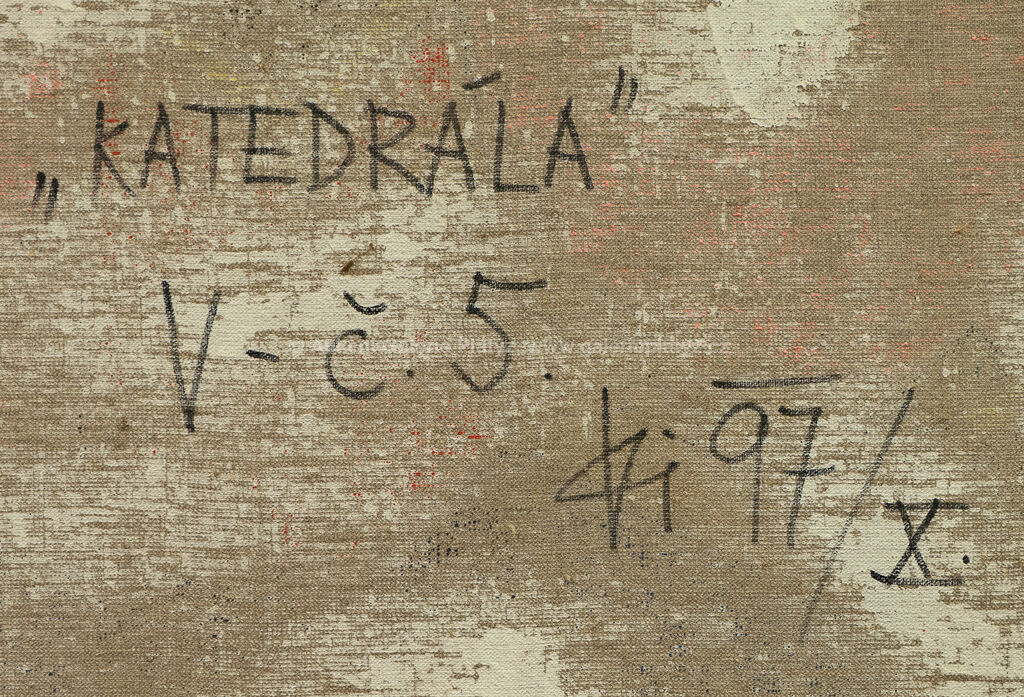 „KATEDRÁLA"
V - č. 5.
97/X.